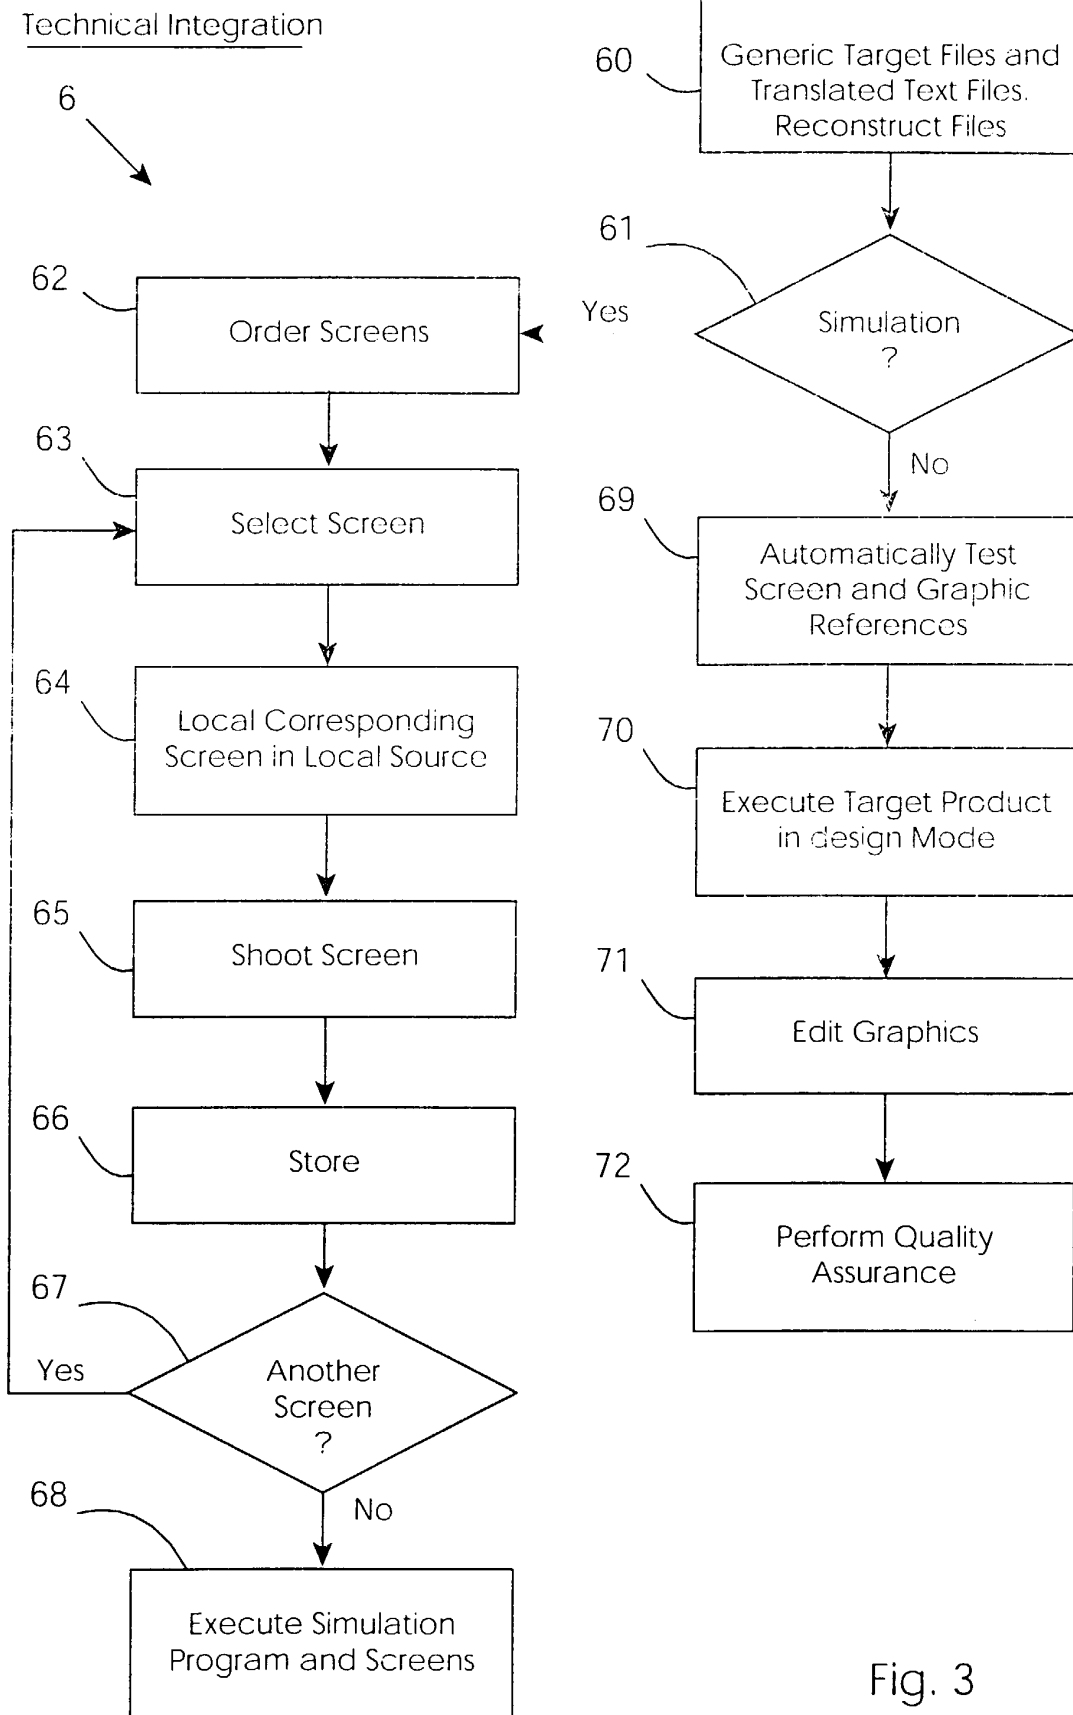 Technical Integration
6
60
Generic Target Files and
Translated Text Files.
Reconstruct Files
61
Simulation
?
Yes
No
62
Order Screens
63
Select Screen
64
Local Corresponding
Screen in Local Source
65
Shoot Screen
66
Store
67
Another
Screen
?
Yes
No
68
Execute Simulation
Program and Screens
69
Automatically Test
Screen and Graphic
References
70
Execute Target Product
in design Mode
71
Edit Graphics
72
Perform Quality
Assurance
Fig. 3